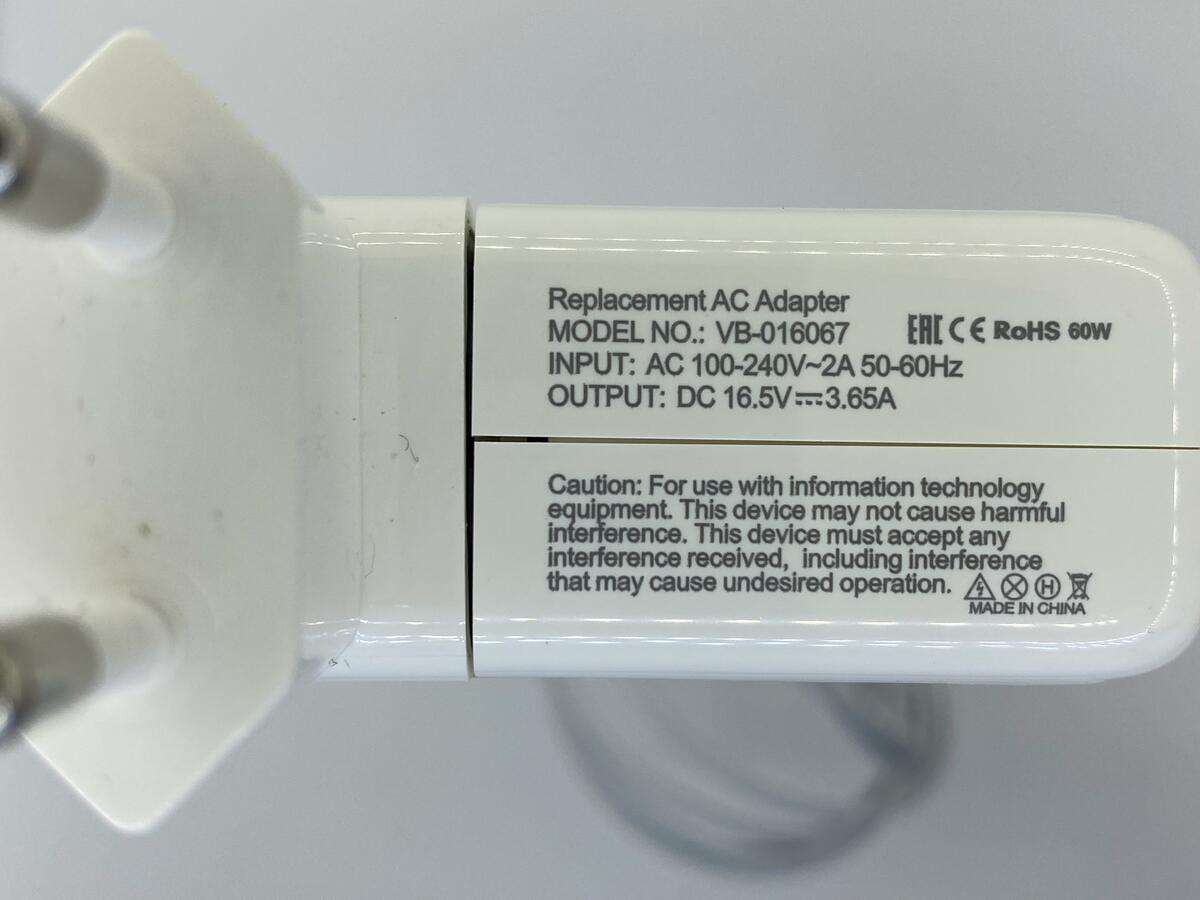 Replacement AC Adapter
MODEL NO.: VB-016067
EAC CE RoHS 60W
INPUT: AC 100-240V~2A 50-60Hz
OUTPUT: DC 16.5V⎓3.65A
Caution: For use with information technology
equipment. This device may not cause harmful
interference. This device must accept any
interference received, including interference
that may cause undesired operation.
H
MADE IN CHINA